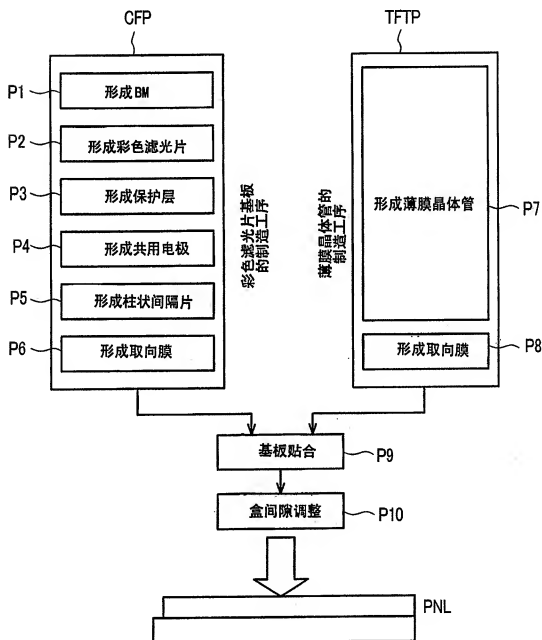 CFP
P1
形成BM
P2
形成彩色滤光片
P3
形成保护层
P4
形成共用电极
P5
形成柱状间隔片
P6
形成取向膜
彩色滤光片基板
的制造工序
TFTP
薄膜晶体管的
制造工序
形成薄膜晶体管
P7
形成取向膜
P8
基板贴合
P9
盒间隙调整
P10
PNL